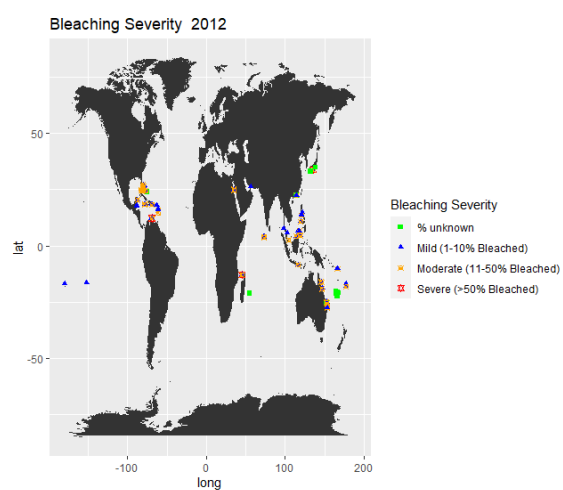 Bleaching Severity  2012
lat
50
0
-50
-100
0
100
200
long
Bleaching Severity
% unknown
Mild (1-10% Bleached)
Moderate (11-50% Bleached)
Severe (>50% Bleached)